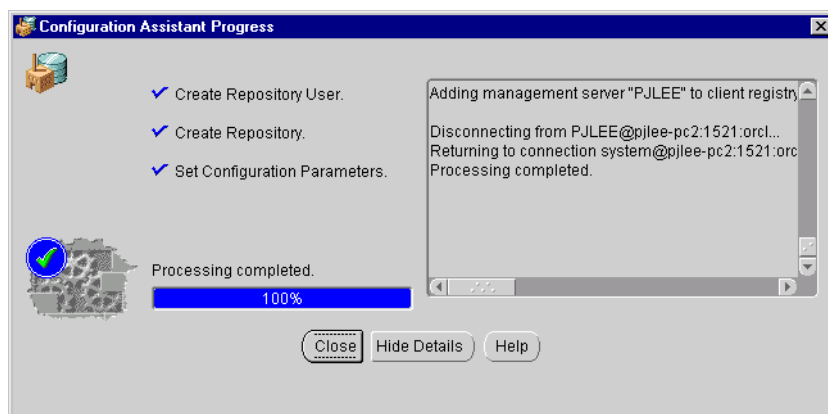 Configuration Assistant Progress
Create Repository User.
Create Repository.
Set Configuration Parameters.
Adding management server "PJLEE" to client registry
Disconnecting from PJLEE@pjlee-pc2:1521:orcl...
Returning to connection system@pjlee-pc2:1521:orc
Processing completed.
Processing completed.
100%
Close
Hide Details
Help